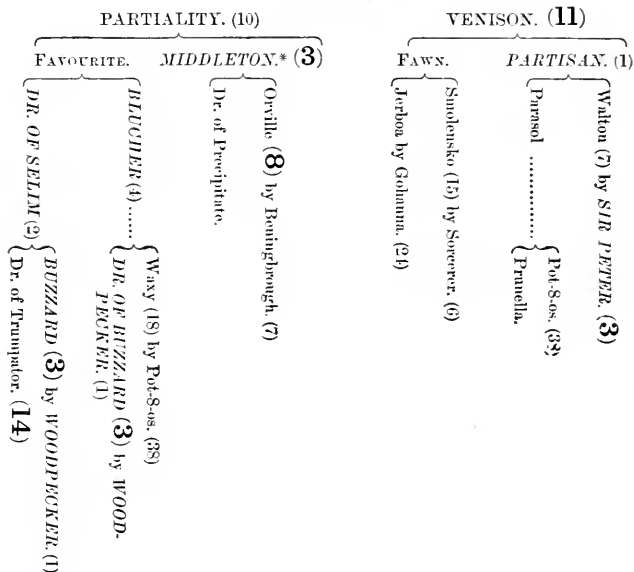 PARTIALITY. (10)
VENISON. (11)
FAVOURITE.
MIDDLETON.* (3)
FAWN.
PARTISAN. (1)
DR. OF SELIM (2)
BLUCHER (4) ......
Dr. of Precipitate.
Orville (8) by Beningbrough. (7)
Jerboa by Gohanna. (24)
Smolensko (15) by Sorcerer. (6)
Parasol ..................
Walton (7) by SIR PETER. (3)
Dr. of Trumpator. (14)
BUZZARD (3) by WOODPECKER. (1)
DR. OF BUZZARD (3) by WOOD-
PECKER. (1)
Waxy (18) by Pot-8-os. (38)
Prunella.
Pot-8-os. (38)